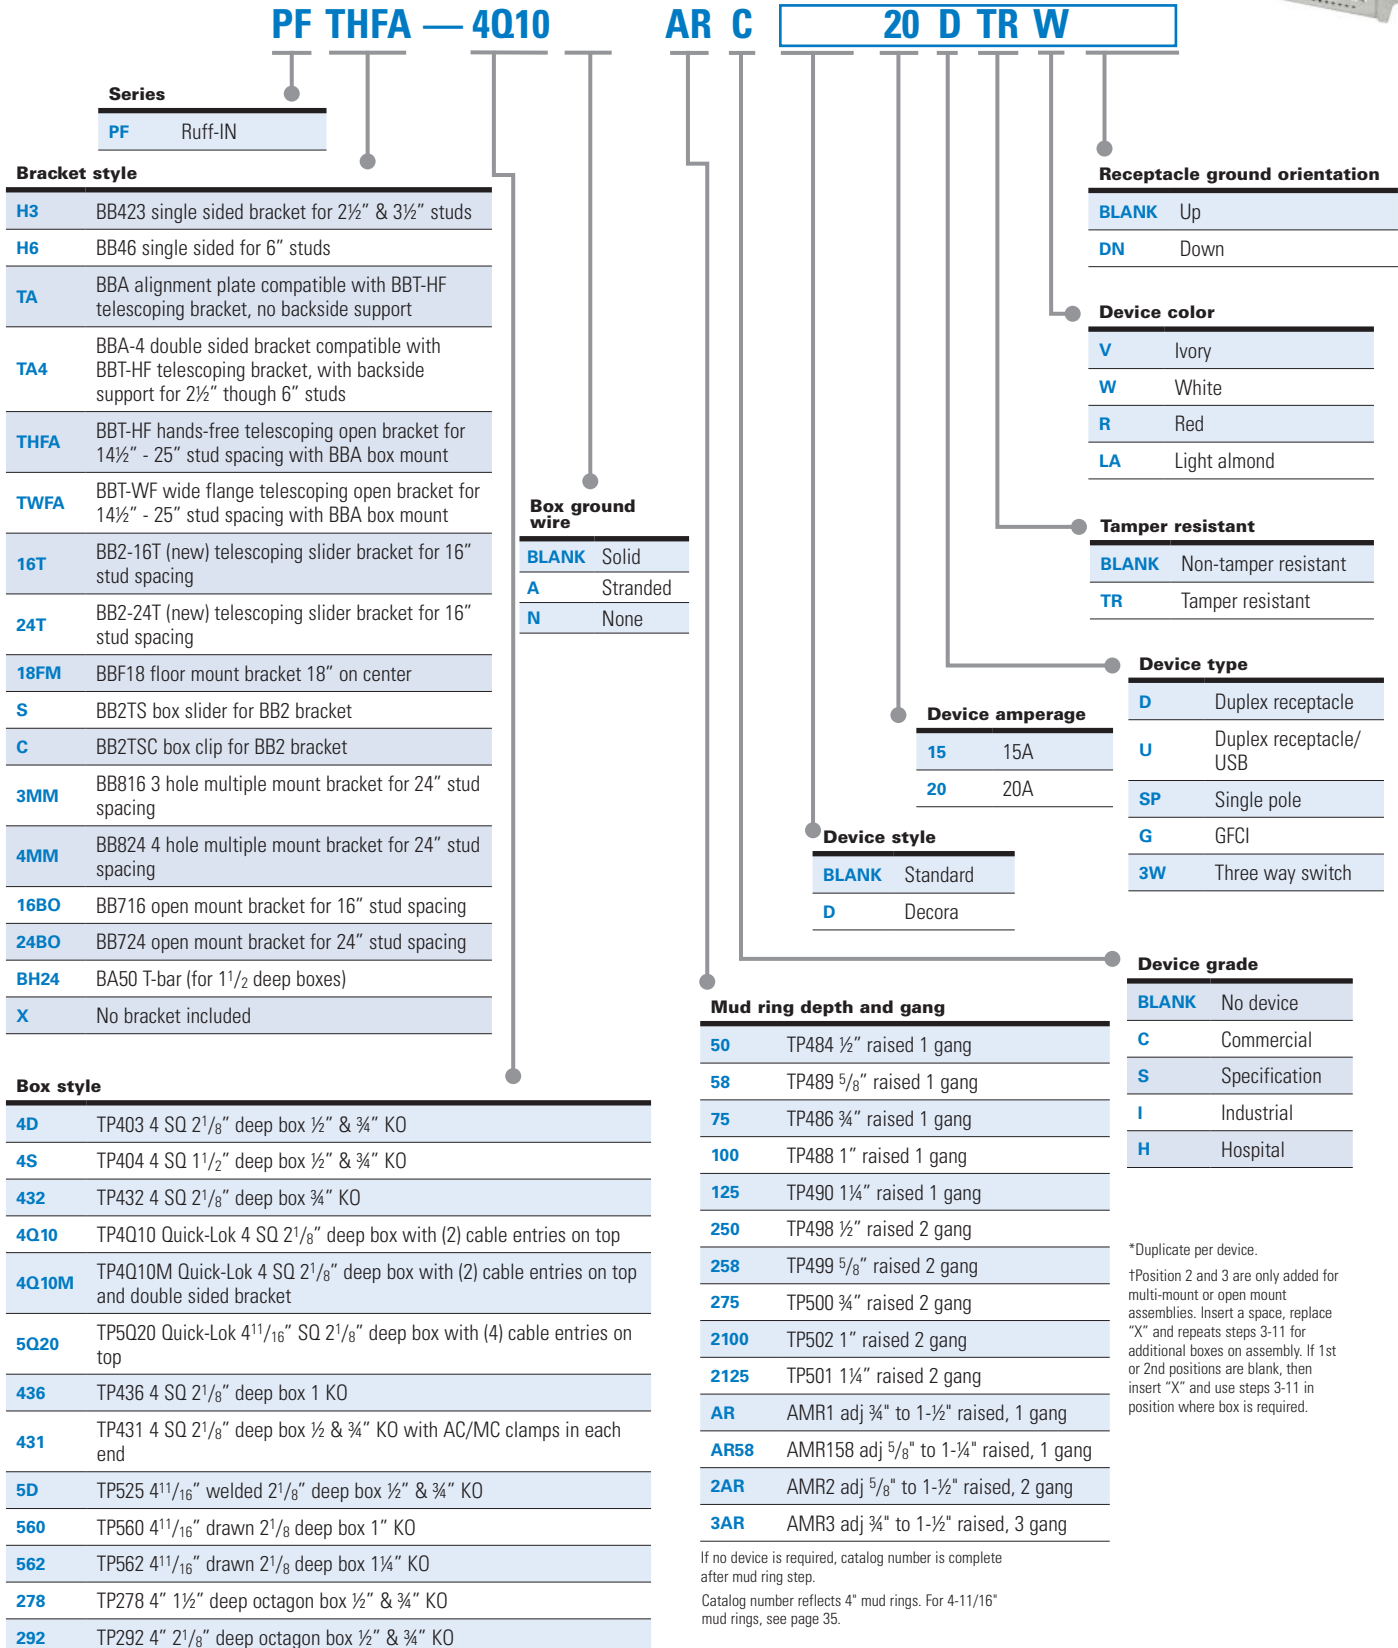 PF THFA — 4Q10 AR C 20 D TR W
Series
PF Ruff-IN
Bracket style
H3 BB423 single sided bracket for 2½” & 3½” studs
H6 BB46 single sided for 6” studs
TA BBA alignment plate compatible with BBT-HF
telescoping bracket, no backside support
TA4 BBA-4 double sided bracket compatible with
BBT-HF telescoping bracket, with backside
support for 2½” though 6” studs
THFA BBT-HF hands-free telescoping open bracket for
14½” - 25” stud spacing with BBA box mount
TWFA BBT-WF wide flange telescoping open bracket for
14½” - 25” stud spacing with BBA box mount
16T BB2-16T (new) telescoping slider bracket for 16”
stud spacing
24T BB2-24T (new) telescoping slider bracket for 16”
stud spacing
18FM BBF18 floor mount bracket 18” on center
S BB2TS box slider for BB2 bracket
C BB2TSC box clip for BB2 bracket
3MM BB816 3 hole multiple mount bracket for 24” stud
spacing
4MM BB824 4 hole multiple mount bracket for 24” stud
spacing
16BO BB716 open mount bracket for 16” stud spacing
24BO BB724 open mount bracket for 24” stud spacing
BH24 BA50 T-bar (for 1 1/2 deep boxes)
X No bracket included
Box style
4D TP403 4 SQ 2 1/8” deep box ½” & ¾” KO
4S TP404 4 SQ 1 1/2” deep box ½” & ¾” KO
432 TP432 4 SQ 2 1/8” deep box ¾” KO
4Q10 TP4Q10 Quick-Lok 4 SQ 2 1/8” deep box with (2) cable entries on top
4Q10M TP4Q10M Quick-Lok 4 SQ 2 1/8” deep box with (2) cable entries on top
and double sided bracket
5Q20 TP5Q20 Quick-Lok 4 11/16” SQ 2 1/8” deep box with (4) cable entries on
top
436 TP436 4 SQ 2 1/8” deep box 1 KO
431 TP431 4 SQ 2 1/8” deep box ½ & ¾” KO with AC/MC clamps in each
end
5D TP525 4 11/16” welded 2 1/8” deep box ½” & ¾” KO
560 TP560 4 11/16” drawn 2 1/8 deep box 1” KO
562 TP562 4 11/16” drawn 2 1/8 deep box 1¼” KO
278 TP278 4” 1½” deep octagon box ½” & ¾” KO
292 TP292 4” 2 1/8” deep octagon box ½” & ¾” KO
Box ground
wire
BLANK Solid
A Stranded
N None
Mud ring depth and gang
50 TP484 ½” raised 1 gang
58 TP489 5/8” raised 1 gang
75 TP486 ¾” raised 1 gang
100 TP488 1” raised 1 gang
125 TP490 1¼” raised 1 gang
250 TP498 ½” raised 2 gang
258 TP499 5/8” raised 2 gang
275 TP500 ¾” raised 2 gang
2100 TP502 1” raised 2 gang
2125 TP501 1¼” raised 2 gang
AR AMR1 adj ¾" to 1-½" raised, 1 gang
AR58 AMR158 adj 5/8" to 1-¼" raised, 1 gang
2AR AMR2 adj 5/8" to 1-½" raised, 2 gang
3AR AMR3 adj ¾" to 1-½" raised, 3 gang
If no device is required, catalog number is complete
after mud ring step.
Catalog number reflects 4" mud rings. For 4-11/16"
mud rings, see page 35.
Device grade
BLANK No device
C Commercial
S Specification
I Industrial
H Hospital
Device style
BLANK Standard
D Decora
Device amperage
15 15A
20 20A
Device type
D Duplex receptacle
U Duplex receptacle/
USB
SP Single pole
G GFCI
3W Three way switch
Tamper resistant
BLANK Non-tamper resistant
TR Tamper resistant
Device color
V Ivory
W White
R Red
LA Light almond
Receptacle ground orientation
BLANK Up
DN Down
*Duplicate per device.
†Position 2 and 3 are only added for
multi-mount or open mount
assemblies. Insert a space, replace
“X” and repeats steps 3-11 for
additional boxes on assembly. If 1st
or 2nd positions are blank, then
insert “X” and use steps 3-11 in
position where box is required.